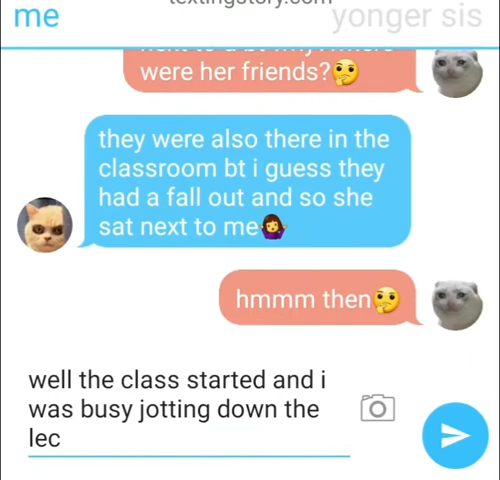 me
yonger sis
were her friends?🤔
they were also there in the
classroom bt i guess they
had a fall out and so she
sat next to me🤷‍♀️
hmmm then🤔
well the class started and i
was busy jotting down the
lec